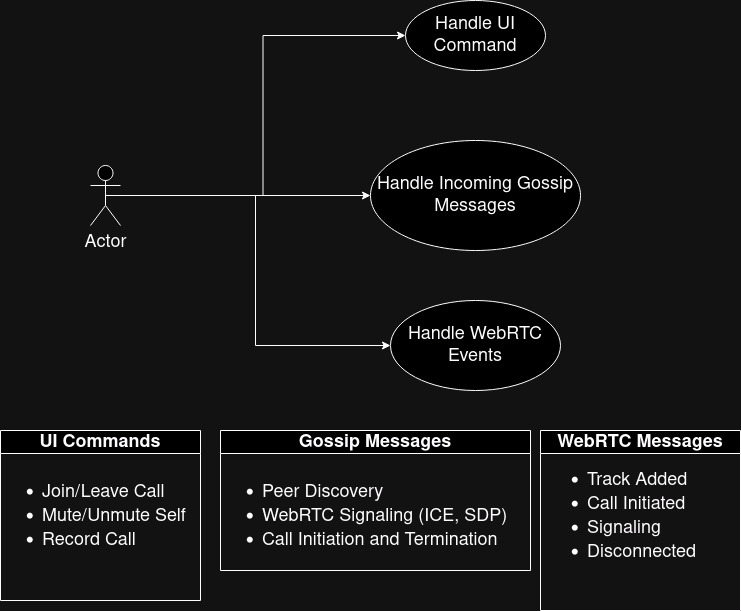 Handle UI
Command
Handle Incoming Gossip
Messages
Actor
Handle WebRTC
Events
UI Commands
Join/Leave Call
Mute/Unmute Self
Record Call
Gossip Messages
Peer Discovery
WebRTC Signaling (ICE, SDP)
Call Initiation and Termination
WebRTC Messages
Track Added
Call Initiated
Signaling
Disconnected